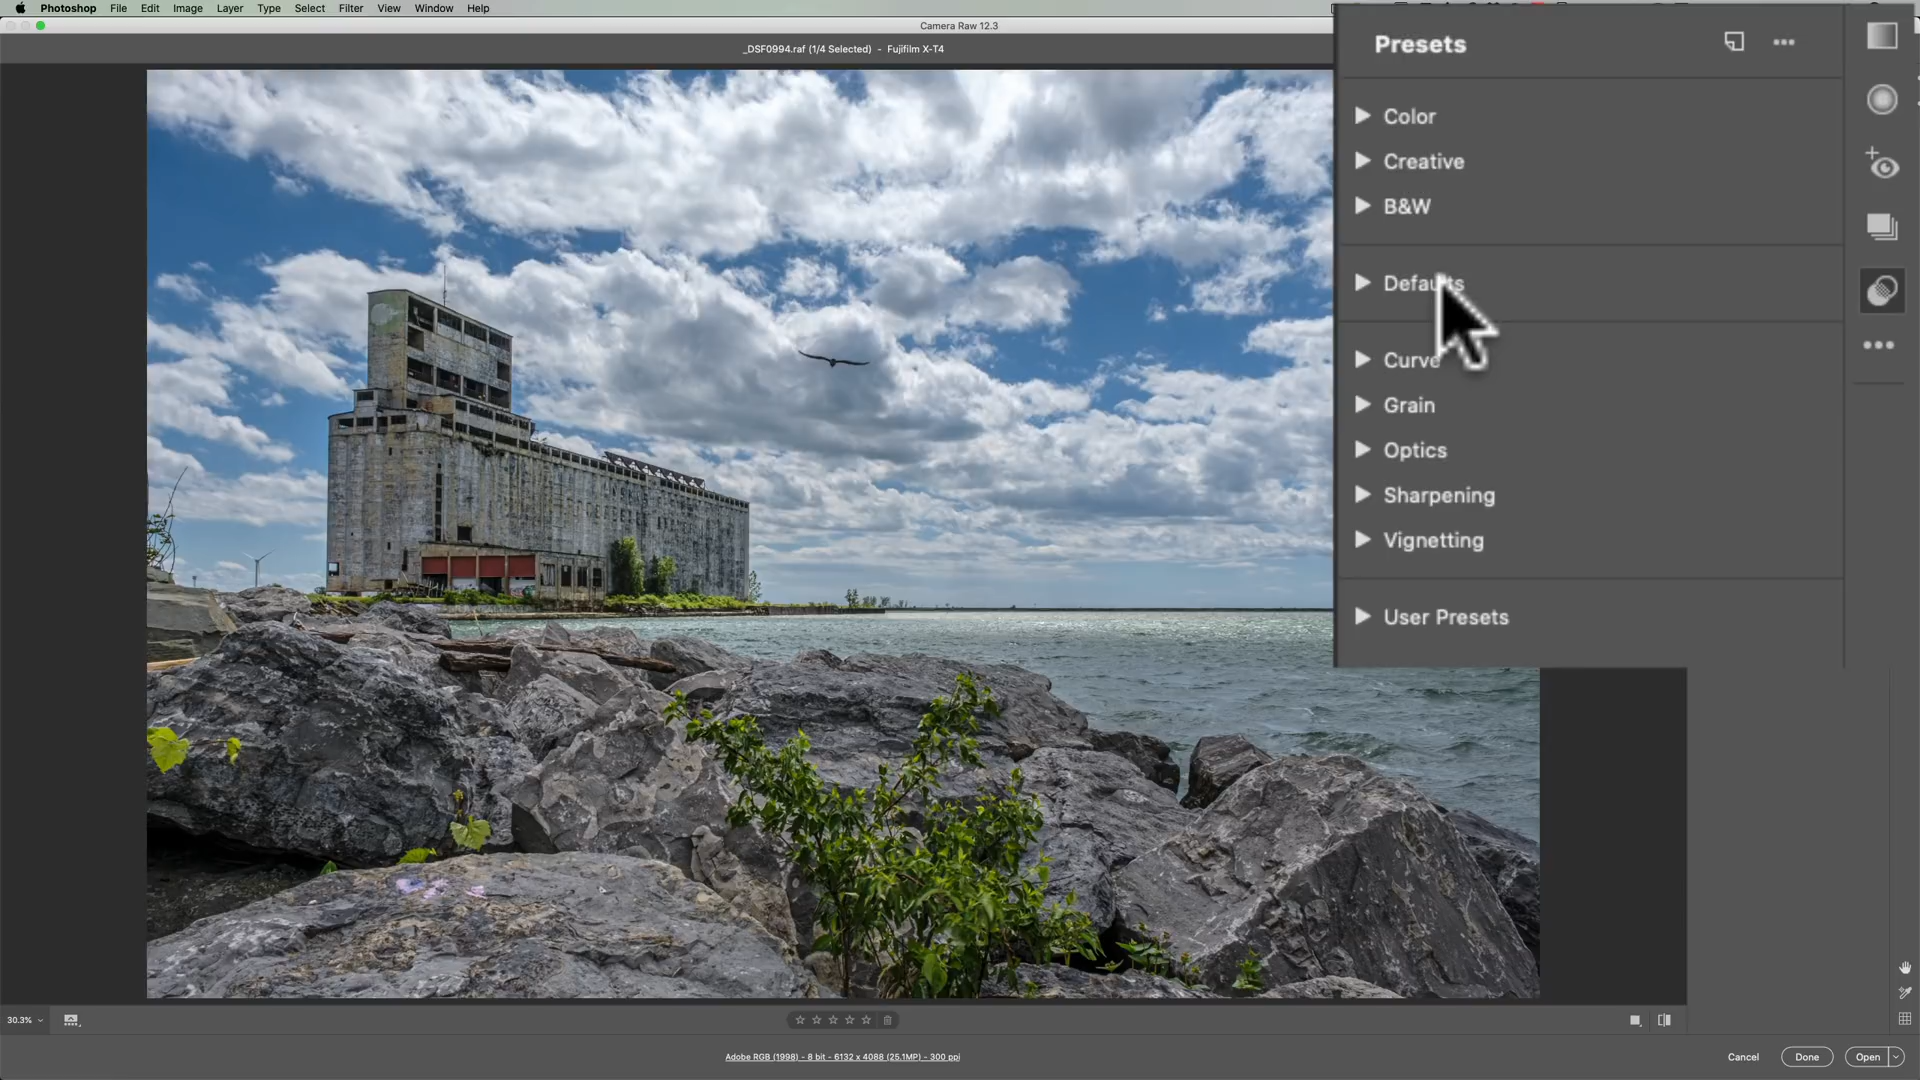 Photoshop File Edit Image Layer Type Select Filter View Window Help
Camera Raw 12.3
_DSF0994.raf (1/4 Selected) - Fujifilm X-T4
Presets
Color
Creative
B&W
Defaults
Curve
Grain
Optics
Sharpening
Vignetting
User Presets
30.3%
Adobe RGB (1998) - 8 bit - 6132 x 4088 (25.1MP) - 300 ppi
Cancel Done Open